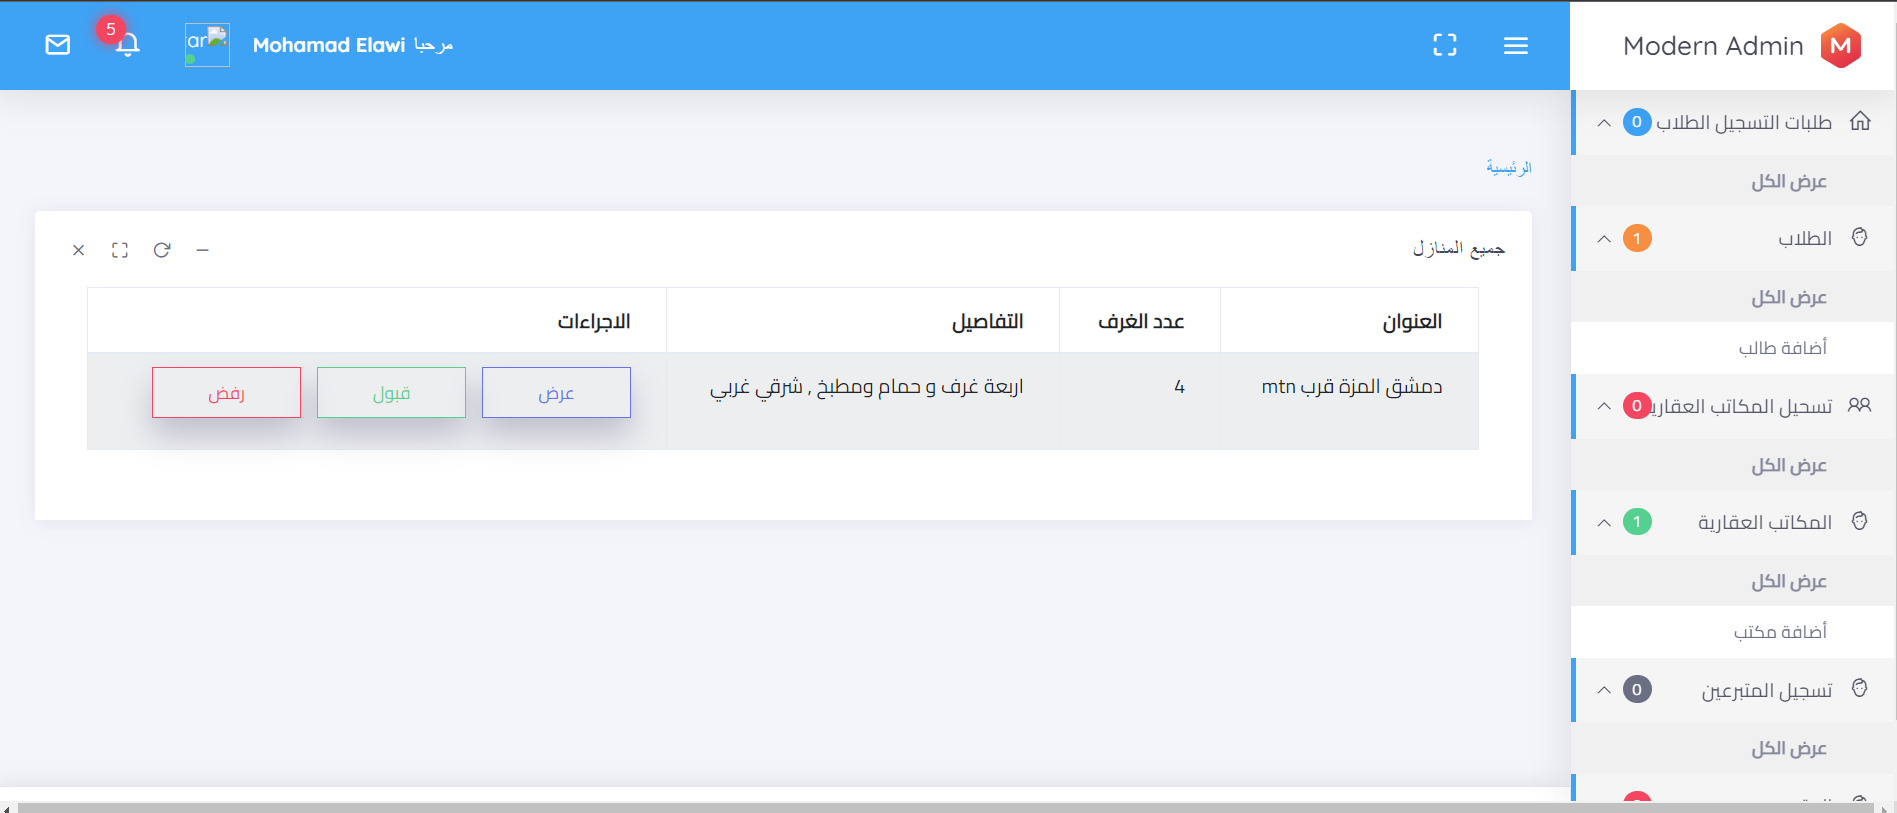 Modern Admin
مرحبا Mohamad Elawi
5
طلبات التسجيل الطلاب 0
عرض الكل
الطلاب 1
عرض الكل
أضافة طالب
تسحيل المكاتب العقارية 0
عرض الكل
المكاتب العقارية 1
عرض الكل
أضافة مكتب
تسجيل المتبرعين 0
عرض الكل
الرئيسية
جميع المنازل
العنوان عدد الغرف التفاصيل الاجراءات
دمشق المزة قرب mtn 4 اربعة غرف و حمام ومطبخ , شرقي غربي عرض قبول رفض